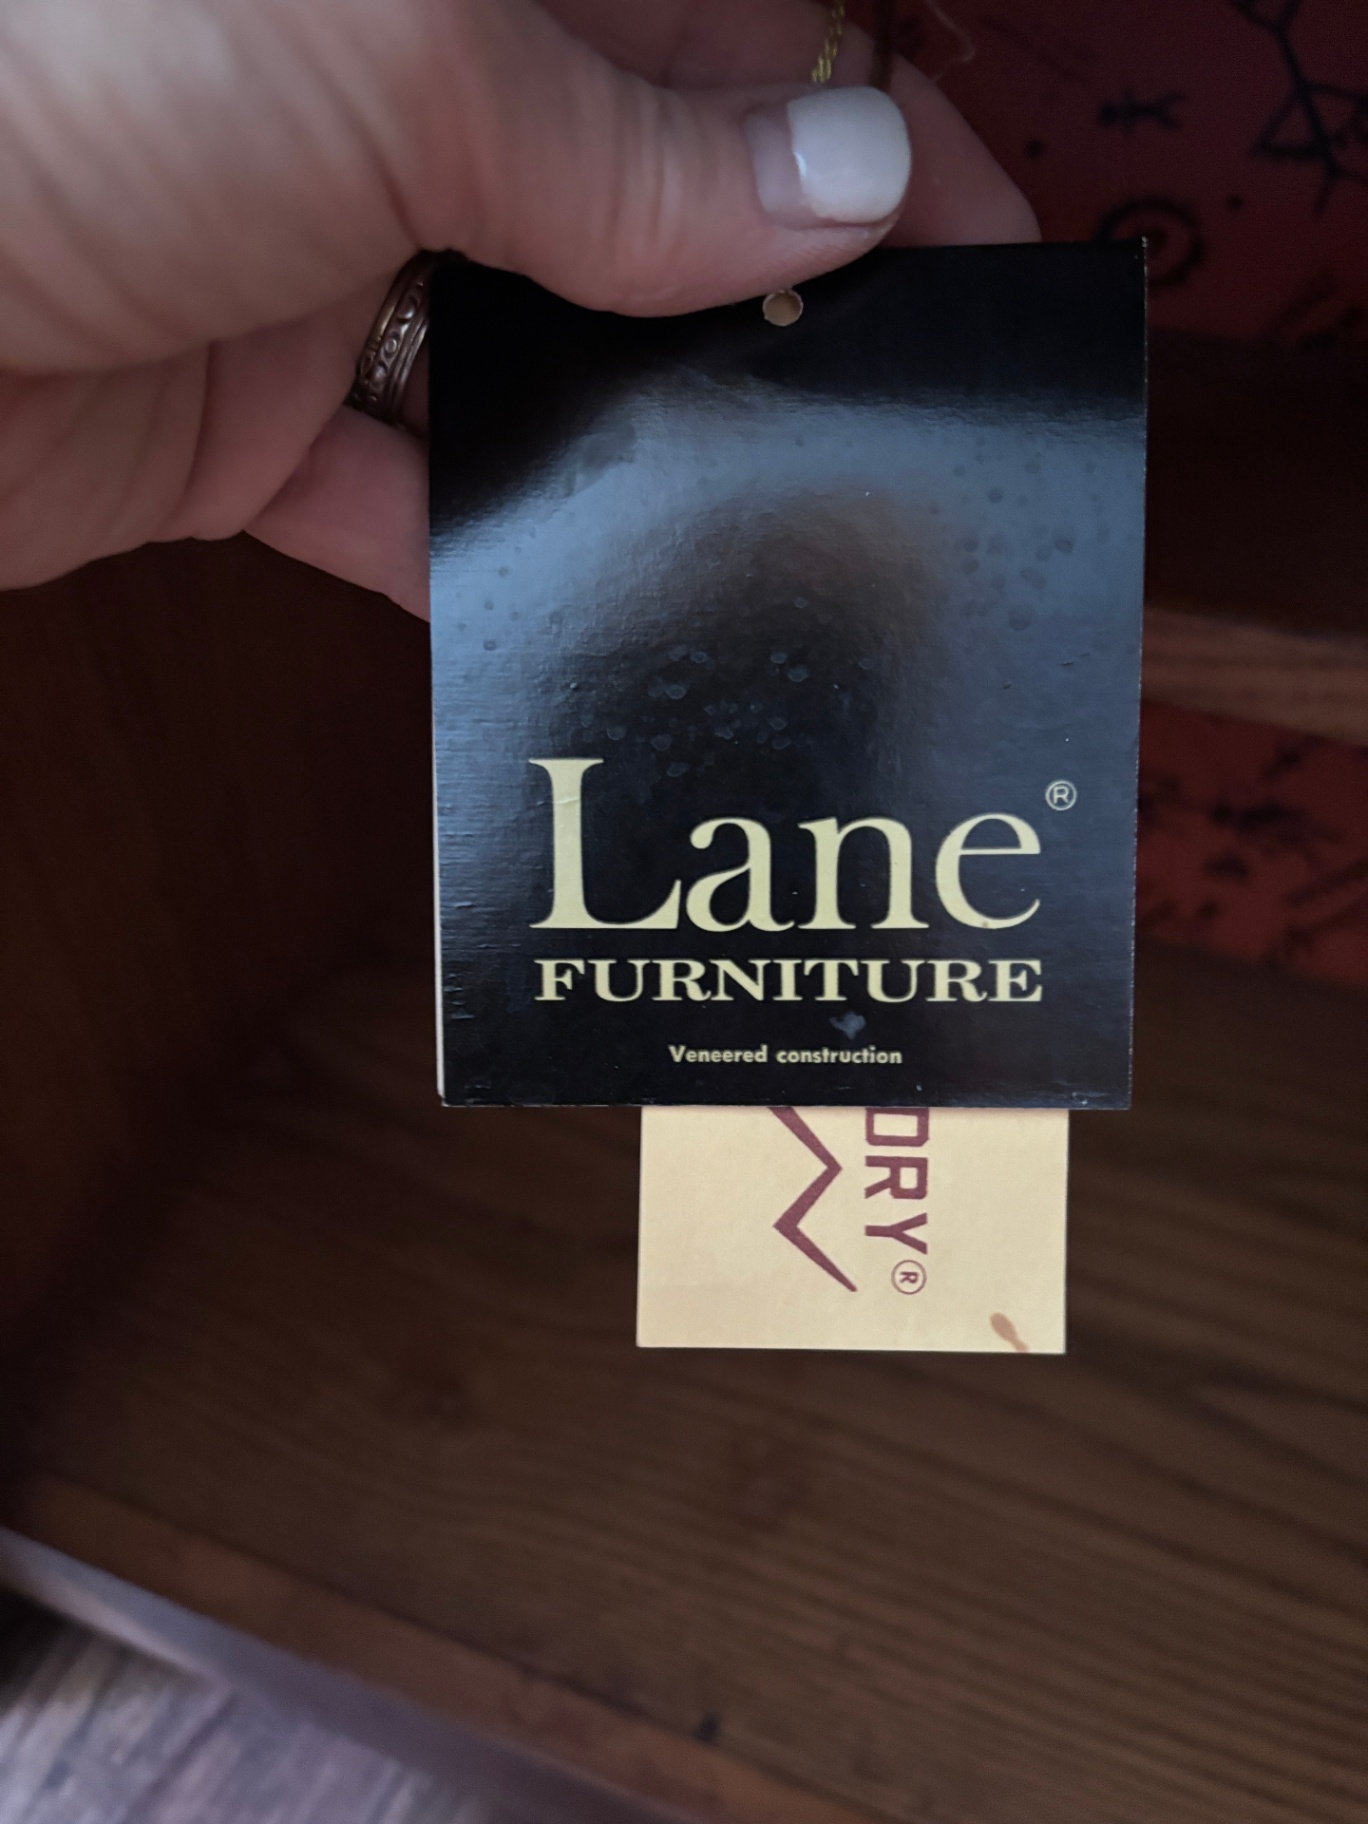 Lane®
FURNITURE
Veneered construction
DRY®